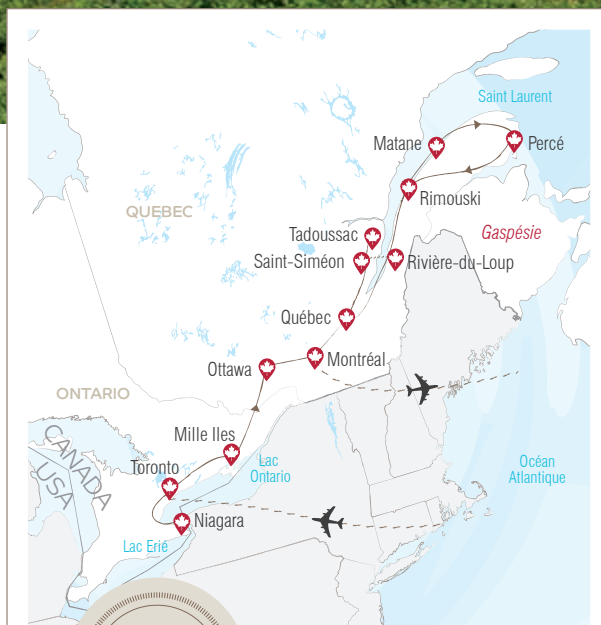 Saint Laurent
Matane
Percé
Rimouski
QUEBEC
Tadoussac
Gaspésie
Saint-Siméon
Rivière-du-Loup
Québec
Montréal
Ottawa
ONTARIO
Mille Iles
CANADA
USA
Toronto
Lac
Ontario
Océan
Atlantique
Niagara
Lac Erié